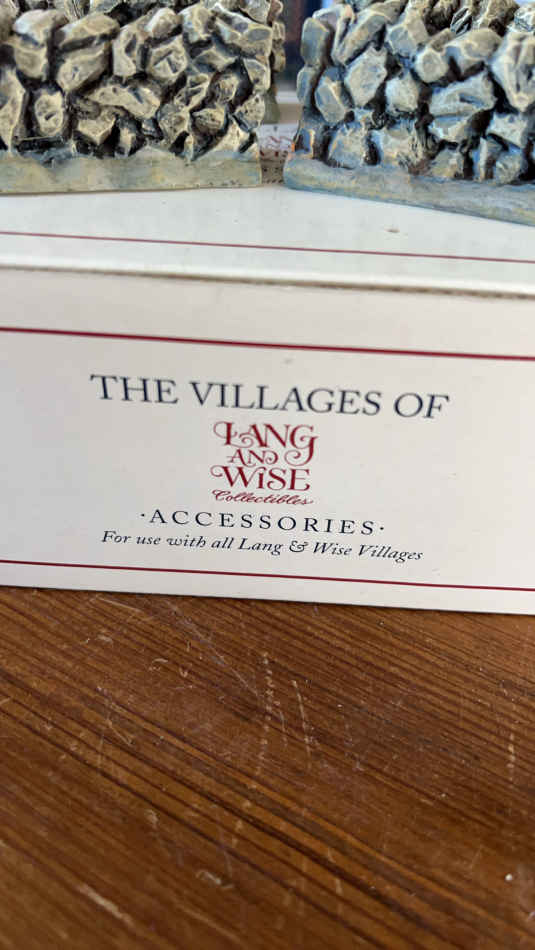 THE VILLAGES OF
LANG
AND
WISE
Collectibles
·ACCESSORIES·
For use with all Lang & Wise Villages